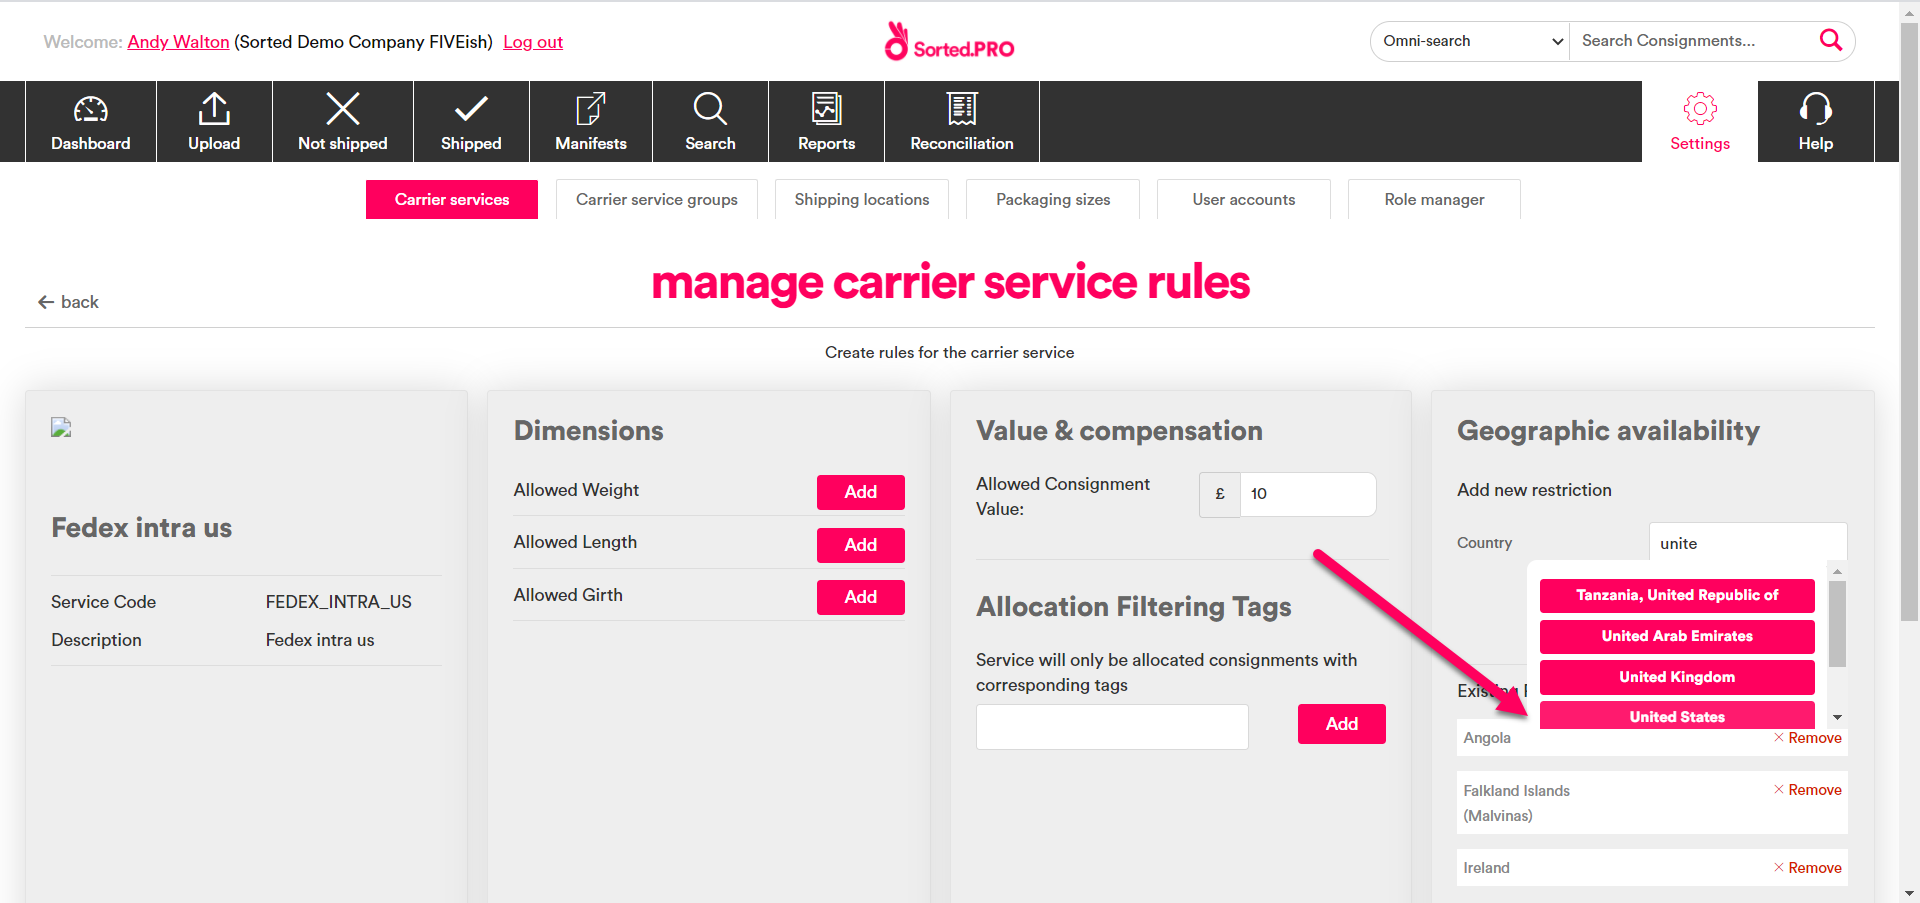 Welcome: Andy Walton (Sorted Demo Company FIVEish) Log out
Sorted.PRO
Omni-search
Search Consignments...
Dashboard
Upload
Not shipped
Shipped
Manifests
Search
Reports
Reconciliation
Settings
Help
Carrier services
Carrier service groups
Shipping locations
Packaging sizes
User accounts
Role manager
manage carrier service rules
back
Create rules for the carrier service
Fedex intra us
Service Code FEDEX_INTRA_US
Description Fedex intra us
Dimensions
Allowed Weight Add
Allowed Length Add
Allowed Girth Add
Value & compensation
Allowed Consignment
Value:
£ 10
Allocation Filtering Tags
Service will only be allocated consignments with
corresponding tags
Add
Geographic availability
Add new restriction
Country unite
Tanzania, United Republic of
United Arab Emirates
United Kingdom
United States
Angola Remove
Falkland Islands
(Malvinas)
Remove
Ireland Remove